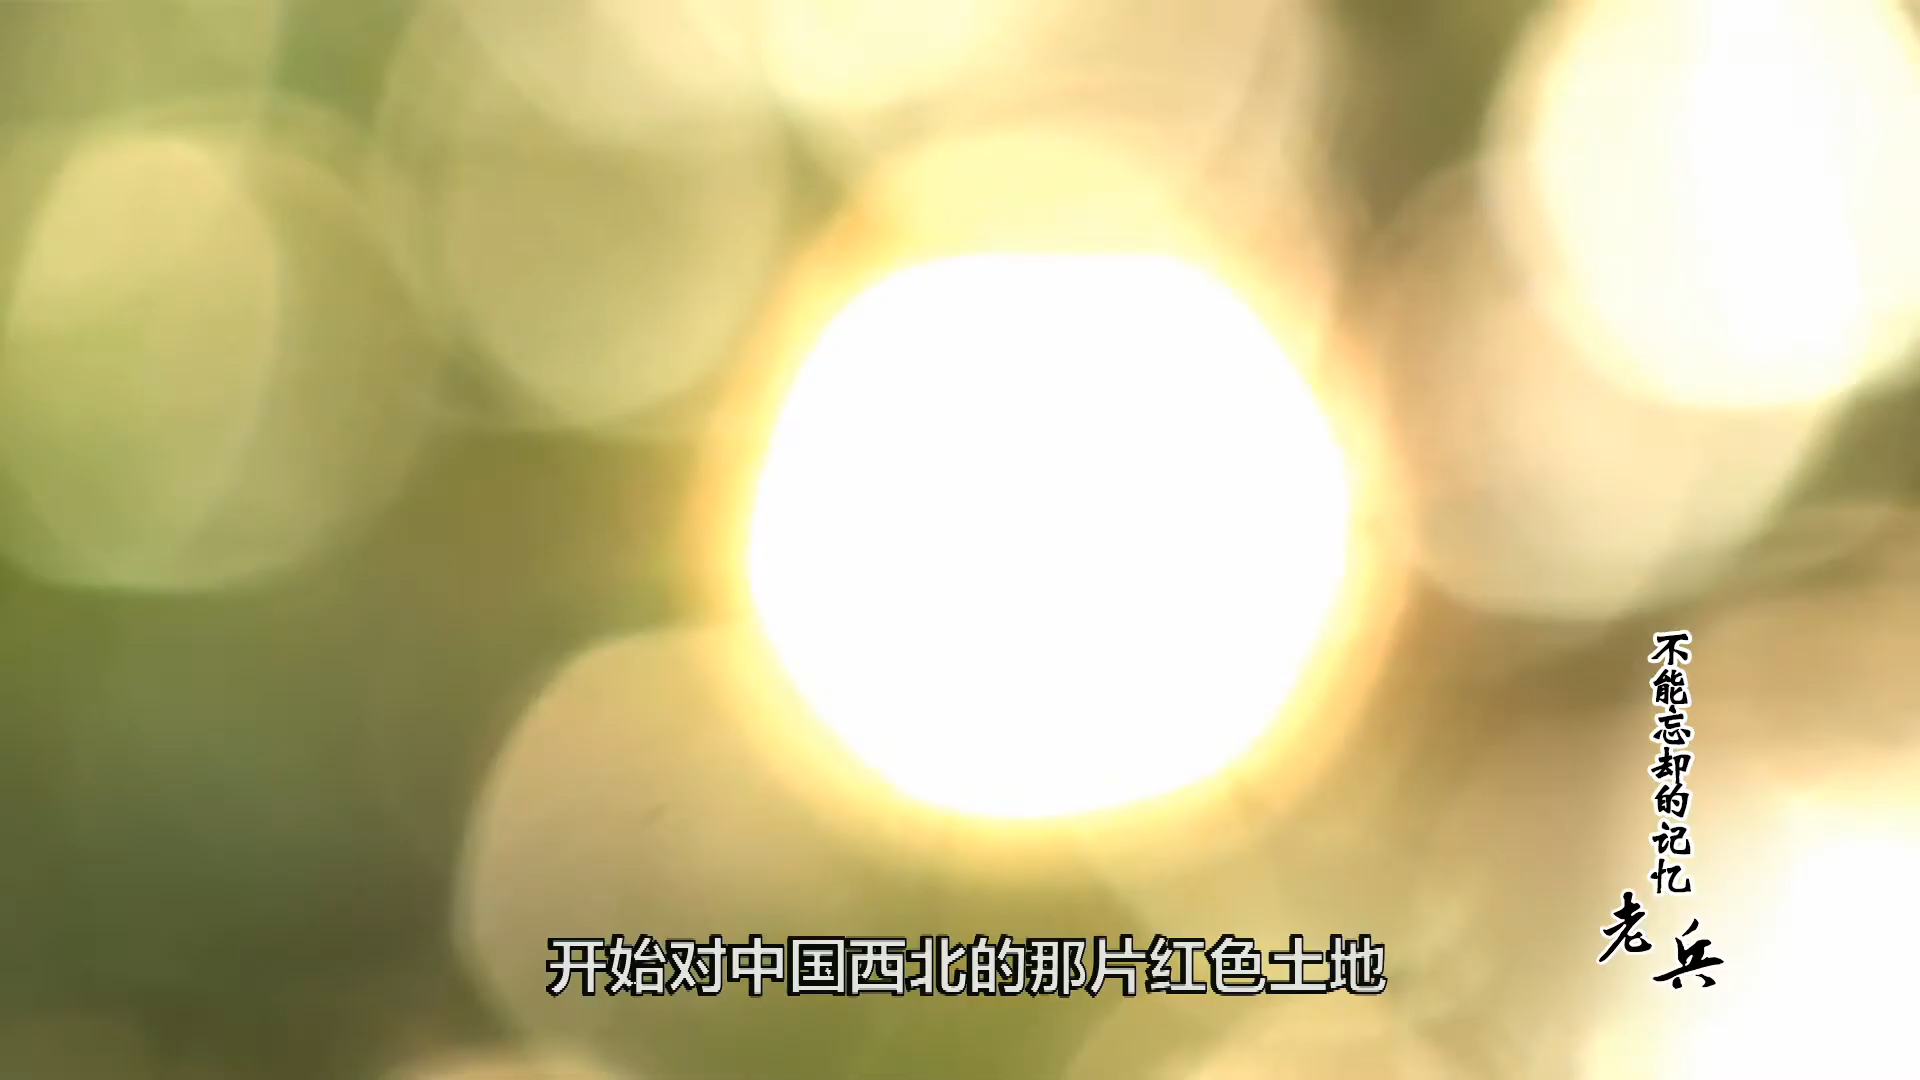 不能忘却的记忆
老兵
开始对中国西北的那片红色土地